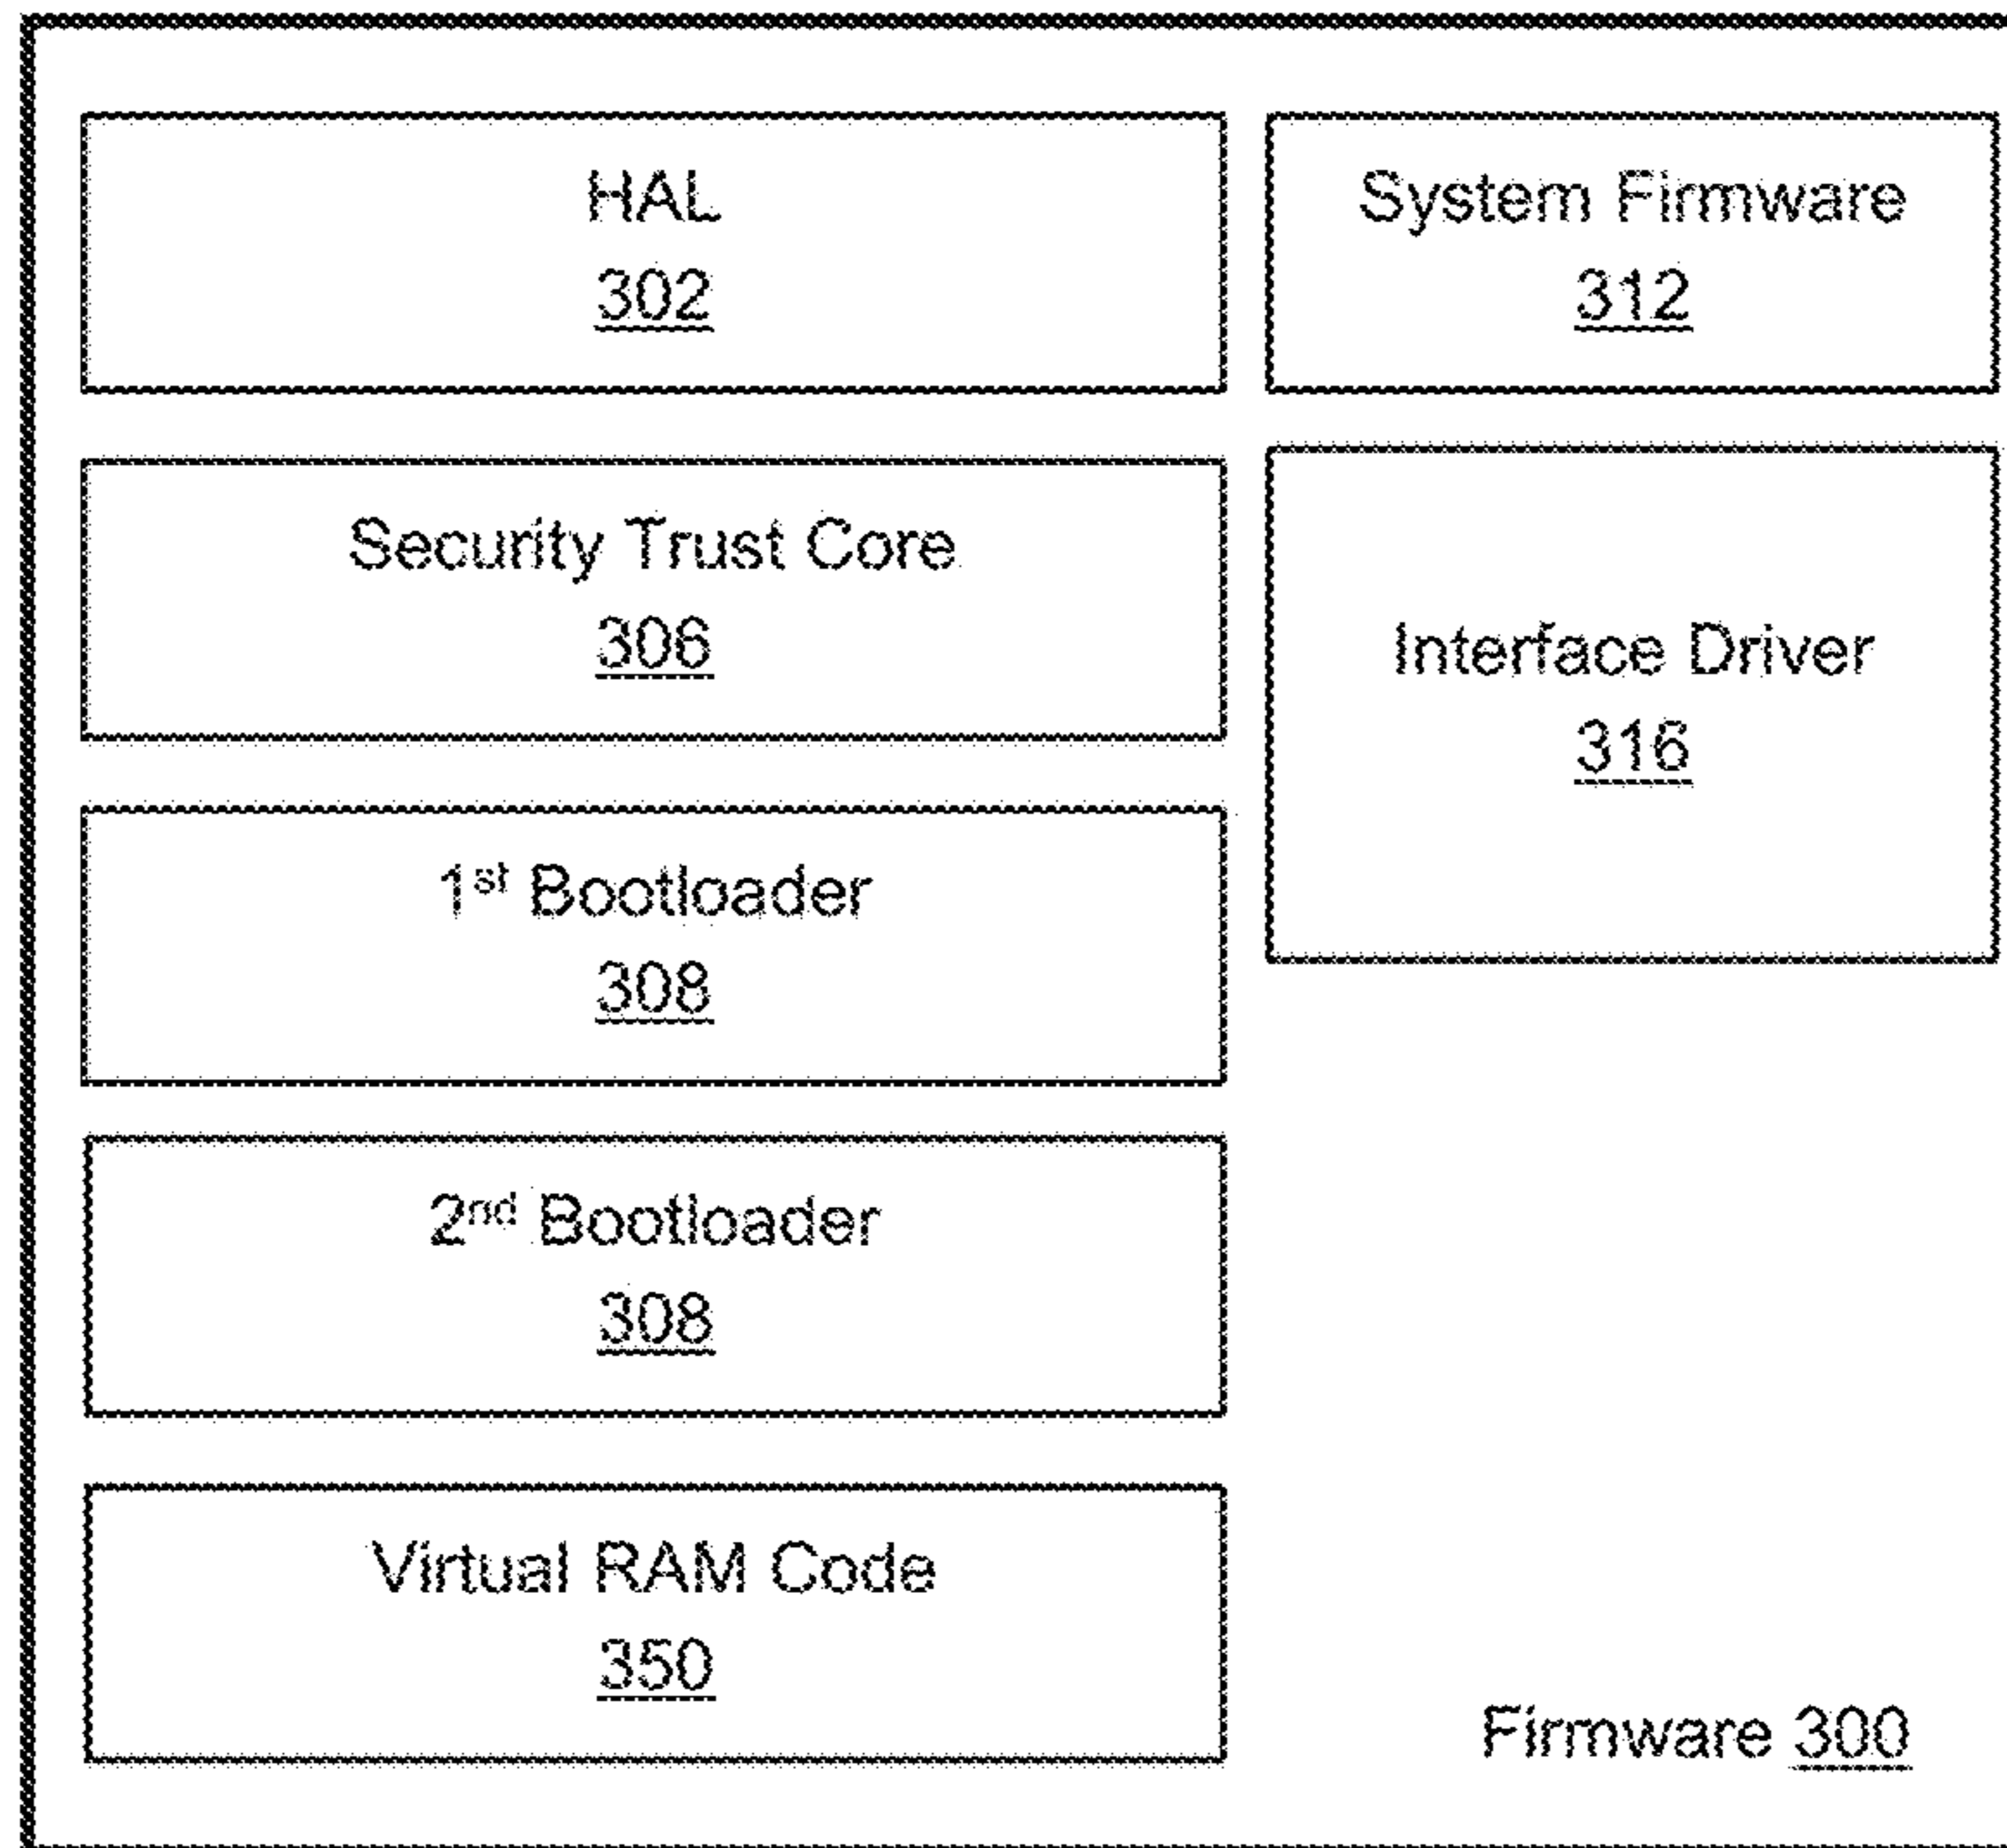 HAL
302
System Firmware
312
Security Trust Core
306
Interface Driver
316
1st Bootloader
308
2nd Bootloader
308
Virtual RAM Code
350
Firmware 300